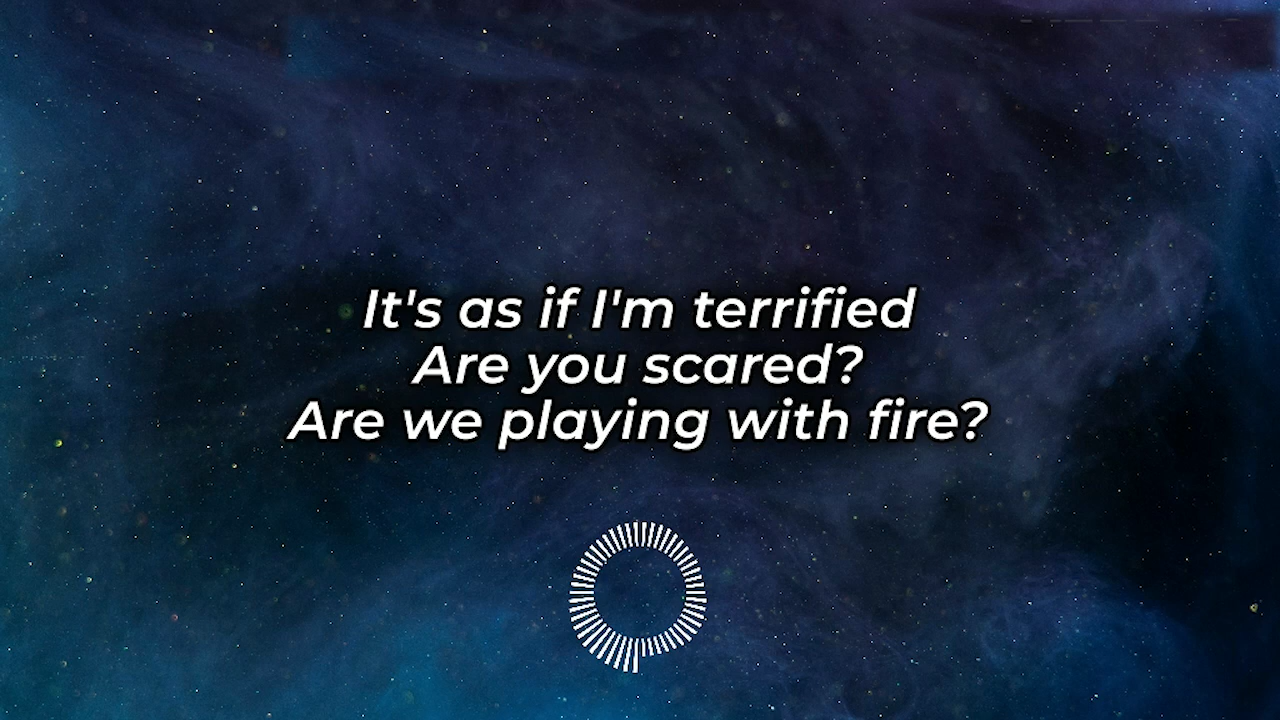 It's as if I'm terrified
Are you scared?
Are we playing with fire?